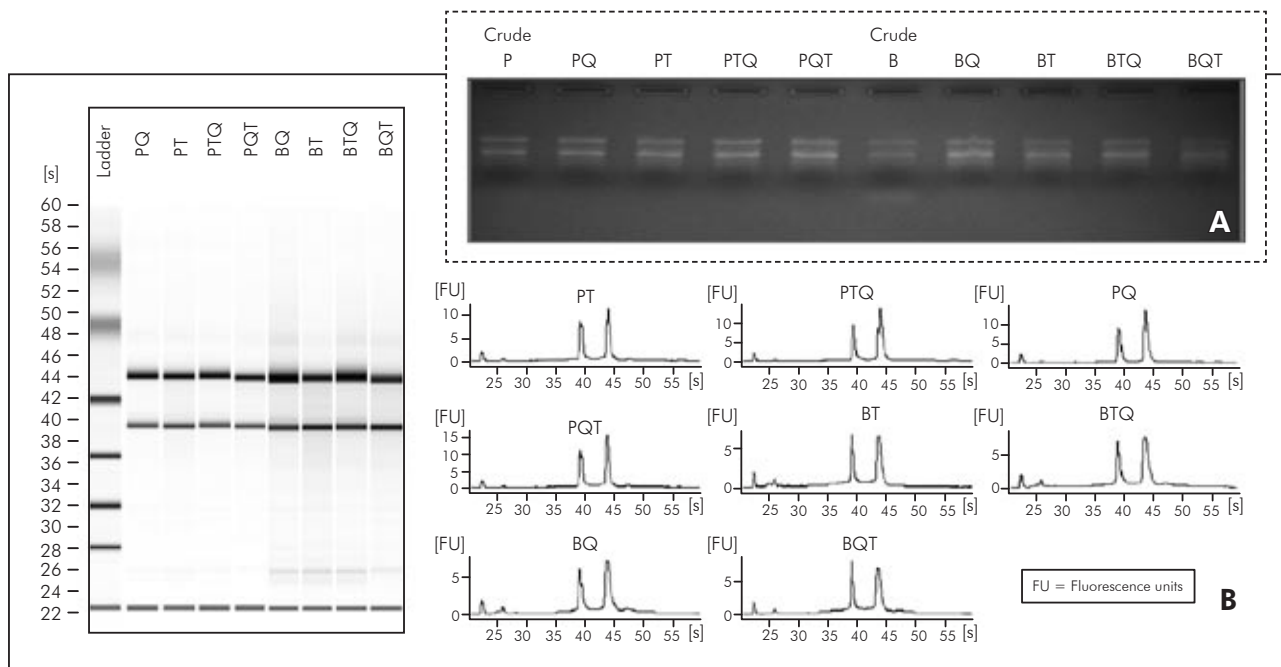 Crude Crude
P PQ PT PTQ PQT B BQ BT BTQ BQT
A
Ladder PQ PT PTQ PQT BQ BT BTQ BQT
[s]
60
58
56
54
52
50
48
46
44
42
40
38
36
34
32
30
28
26
24
22
[FU] PT [FU] PTQ [FU] PQ
10 10 10
5 5 5
0 0 0
25 30 35 40 45 50 55 [s] 25 30 35 40 45 50 55 [s] 25 30 35 40 45 50 55 [s]
[FU] PQT [FU] BT [FU] BTQ
15
10
5 5 5
0 0 0
25 30 35 40 45 50 55 [s] 25 30 35 40 45 50 55 [s] 25 30 35 40 45 50 55 [s]
[FU] BQ [FU] BQT
5 5
0 0
25 30 35 40 45 50 55 [s] 25 30 35 40 45 50 55 [s]
FU = Fluorescence units
B